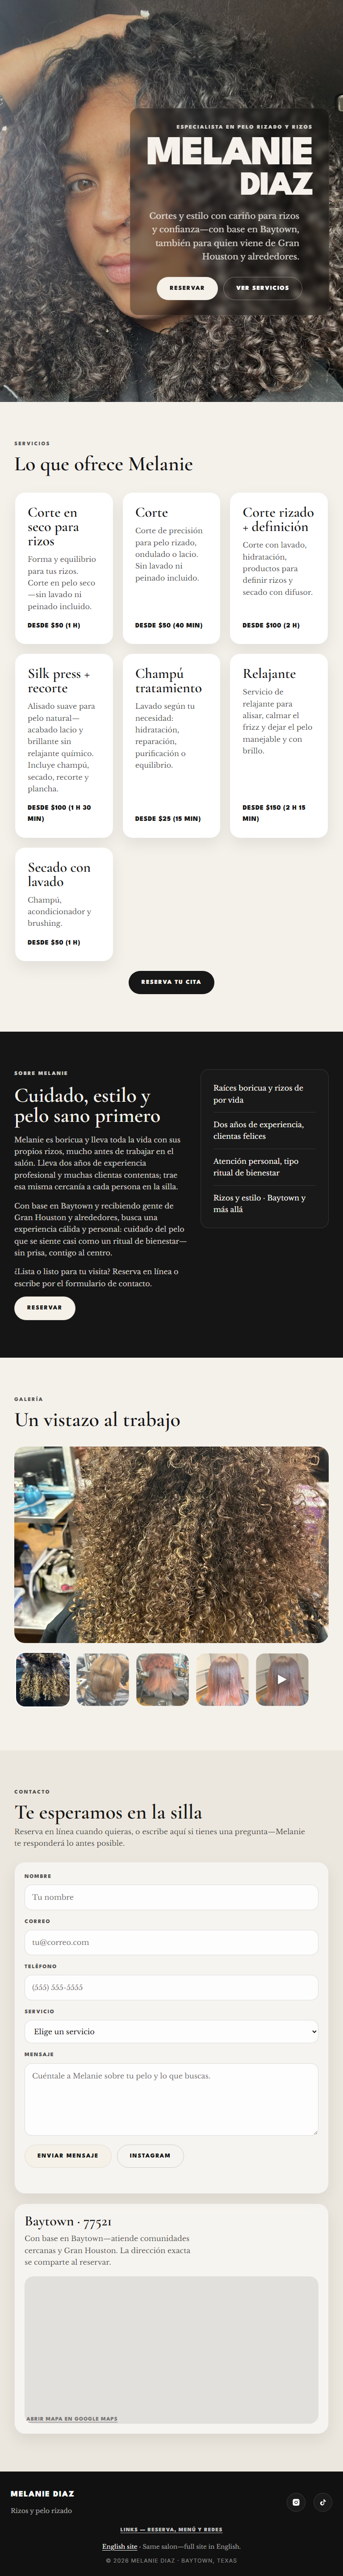 ESPECIALISTA EN PELO RIZADO Y RIZOS
MELANIE
DIAZ
Cortes y estilo con cariño para rizos
y confianza—con base en Baytown,
también para quien viene de Gran
Houston y alrededores.
RESERVAR
VER SERVICIOS
SERVICIOS
Lo que ofrece Melanie
Corte en
seco para
rizos
Forma y equilibrio
para tus rizos.
Corte en pelo seco
—sin lavado ni
peinado incluido.
DESDE $50 (1 H)
Corte
Corte de precisión
para pelo rizado,
ondulado o lacio.
Sin lavado ni
peinado incluido.
DESDE $50 (40 MIN)
Corte rizado
+ definición
Corte con lavado,
hidratación,
productos para
definir rizos y
secado con difusor.
DESDE $100 (2 H)
Silk press +
recorte
Alisado suave para
pelo natural—
acabado lacio y
brillante sin
relajante químico.
Incluye champú,
secado, recorte y
plancha.
DESDE $100 (1 H 30
MIN)
Champú
tratamiento
Lavado según tu
necesidad:
hidratación,
reparación,
purificación o
equilibrio.
DESDE $25 (15 MIN)
Relajante
Servicio de
relajante para
alisar, calmar el
frizz y dejar el pelo
manejable y con
brillo.
DESDE $150 (2 H 15
MIN)
Secado con
lavado
Champú,
acondicionador y
brushing.
DESDE $50 (1 H)
RESERVA TU CITA
SOBRE MELANIE
Cuidado, estilo y
pelo sano primero
Melanie es boricua y lleva toda la vida con sus
propios rizos, mucho antes de trabajar en el
salón. Lleva dos años de experiencia
profesional y muchas clientas contentas; trae
esa misma cercanía a cada persona en la silla.
Con base en Baytown y recibiendo gente de
Gran Houston y alrededores, busca una
experiencia cálida y personal: cuidado del pelo
que se siente casi como un ritual de bienestar—
sin prisa, contigo al centro.
¿Lista o listo para tu visita? Reserva en línea o
escribe por el formulario de contacto.
RESERVAR
Raíces boricua y rizos de
por vida
Dos años de experiencia,
clientas felices
Atención personal, tipo
ritual de bienestar
Rizos y estilo · Baytown y
más allá
GALERÍA
Un vistazo al trabajo
CONTACTO
Te esperamos en la silla
Reserva en línea cuando quieras, o escribe aquí si tienes una pregunta—Melanie
te responderá lo antes posible.
NOMBRE
Tu nombre
CORREO
tu@correo.com
TELÉFONO
(555) 555-5555
SERVICIO
Elige un servicio
MENSAJE
Cuéntale a Melanie sobre tu pelo y lo que buscas.
ENVIAR MENSAJE
INSTAGRAM
Baytown · 77521
Con base en Baytown—atiende comunidades
cercanas y Gran Houston. La dirección exacta
se comparte al reservar.
ABRIR MAPA EN GOOGLE MAPS
MELANIE DIAZ
Rizos y pelo rizado
LINKS — RESERVA, MENÚ Y REDES
English site · Same salon—full site in English.
© 2026 MELANIE DIAZ · BAYTOWN, TEXAS